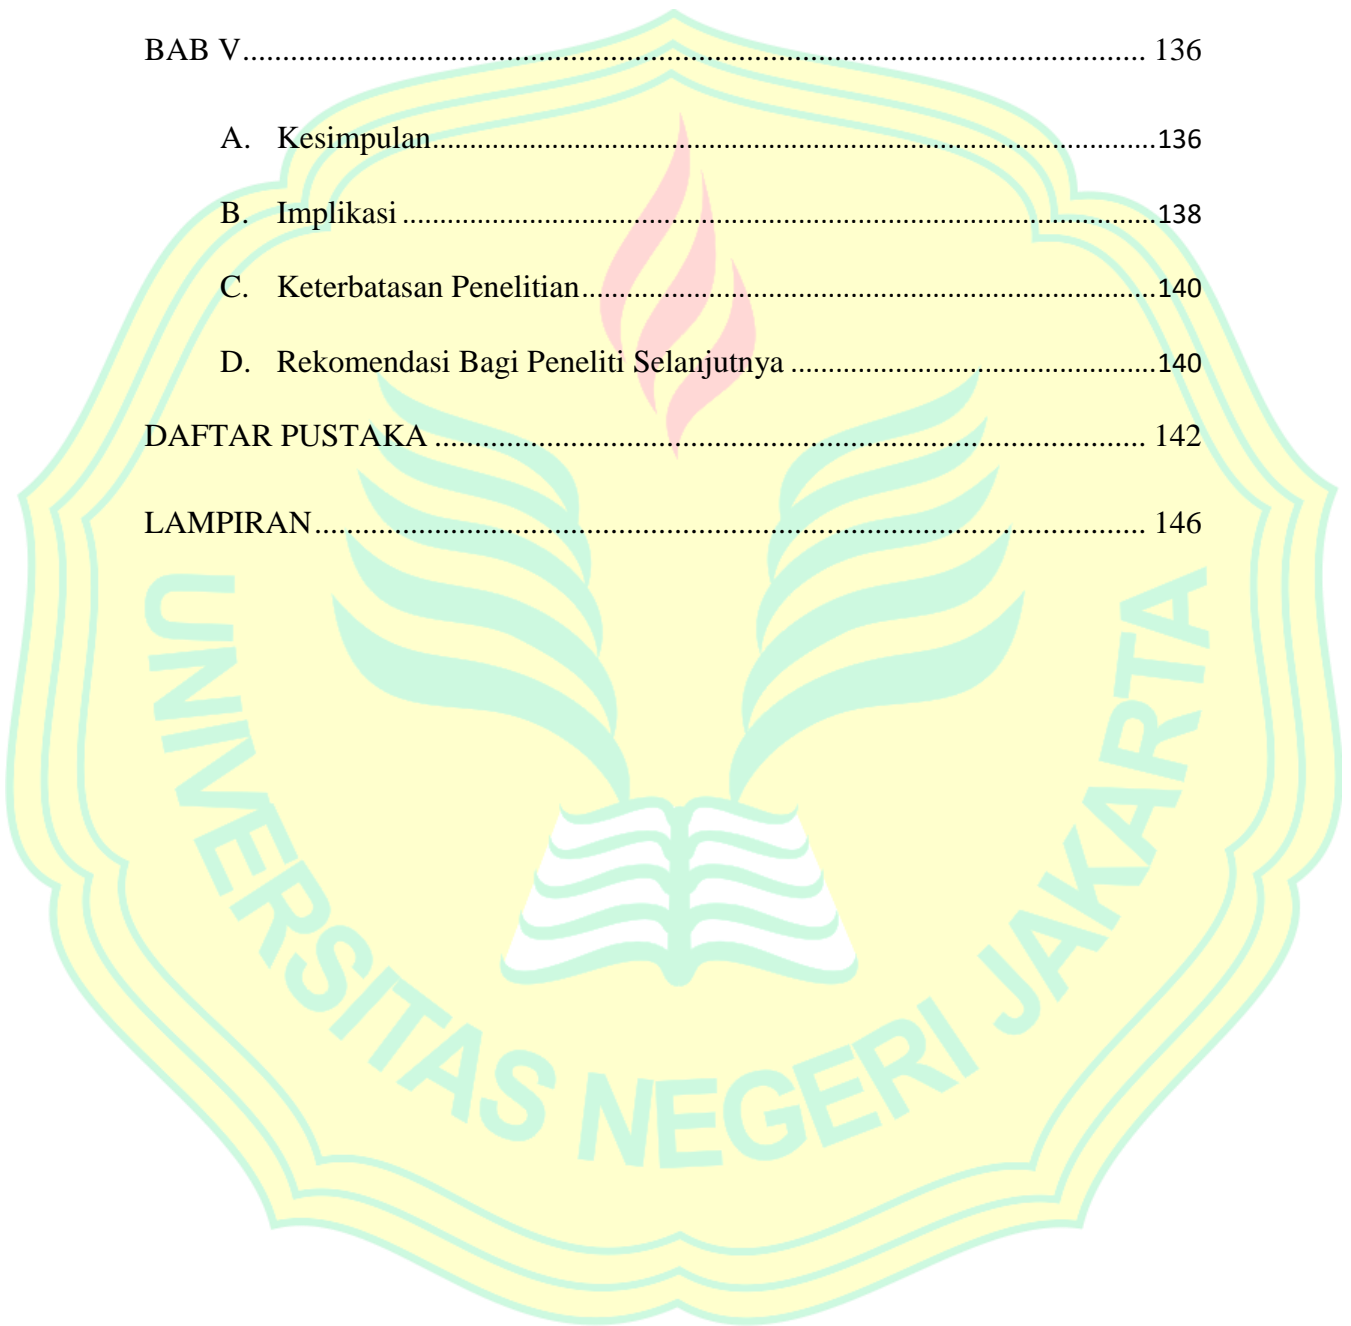 BAB V.................................................................................................................. 136
A. Kesimpulan...........................................................................................136
B. Implikasi ...............................................................................................138
C. Keterbatasan Penelitian........................................................................140
D. Rekomendasi Bagi Peneliti Selanjutnya ..............................................140
DAFTAR PUSTAKA ......................................................................................... 142
LAMPIRAN........................................................................................................ 146
UNIVERSITAS NEGERI JAKARTA